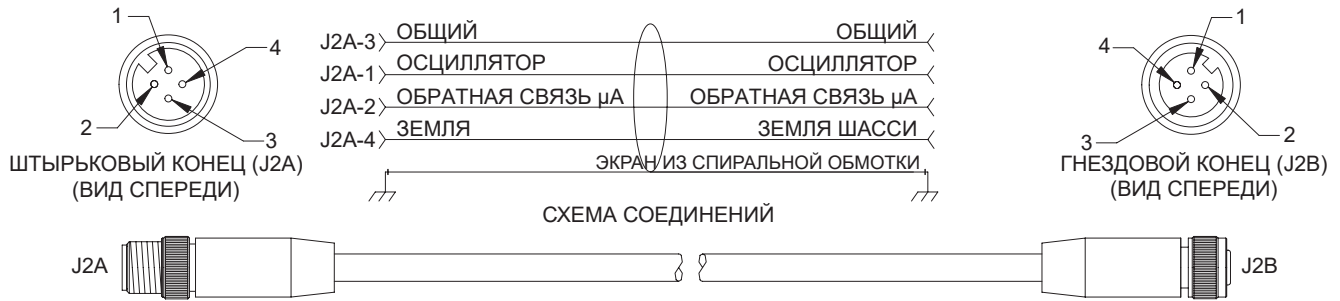 1
4
2
3
ШТЫРЬКОВЫЙ КОНЕЦ (J2A)
(ВИД СПЕРЕДИ)
J2A-3 ОБЩИЙ ОБЩИЙ
J2A-1 ОСЦИЛЛЯТОР ОСЦИЛЛЯТОР
J2A-2 ОБРАТНАЯ СВЯЗЬ µA ОБРАТНАЯ СВЯЗЬ µA
J2A-4 ЗЕМЛЯ ЗЕМЛЯ ШАССИ
ЭКРАН ИЗ СПИРАЛЬНОЙ ОБМОТКИ
СХЕМА СОЕДИНЕНИЙ
1
4
2
3
ГНЕЗДОВОЙ КОНЕЦ (J2B)
(ВИД СПЕРЕДИ)
J2A
J2B